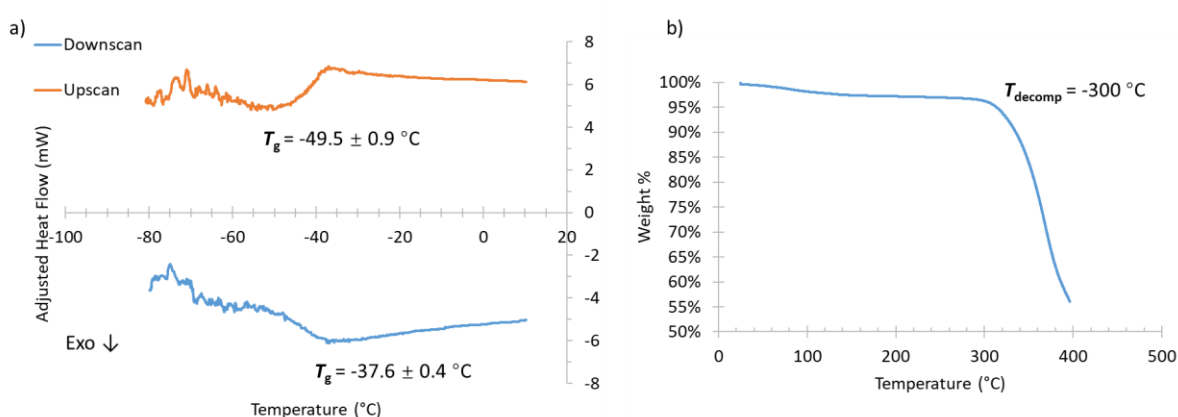 a)
Downscan
Upscan
8
6
4
2
0
-2
-4
-6
-8
-100
-80
-60
-40
-20
0
20
Adjusted Heat Flow (mW)
Tg = -49.5 ± 0.9 °C
Tg = -37.6 ± 0.4 °C
Exo ↓
Temperature (°C)
b)
100%
95%
90%
85%
80%
75%
70%
65%
60%
55%
50%
Weight %
Tdecomp = -300 °C
0
100
200
300
400
500
Temperature (°C)